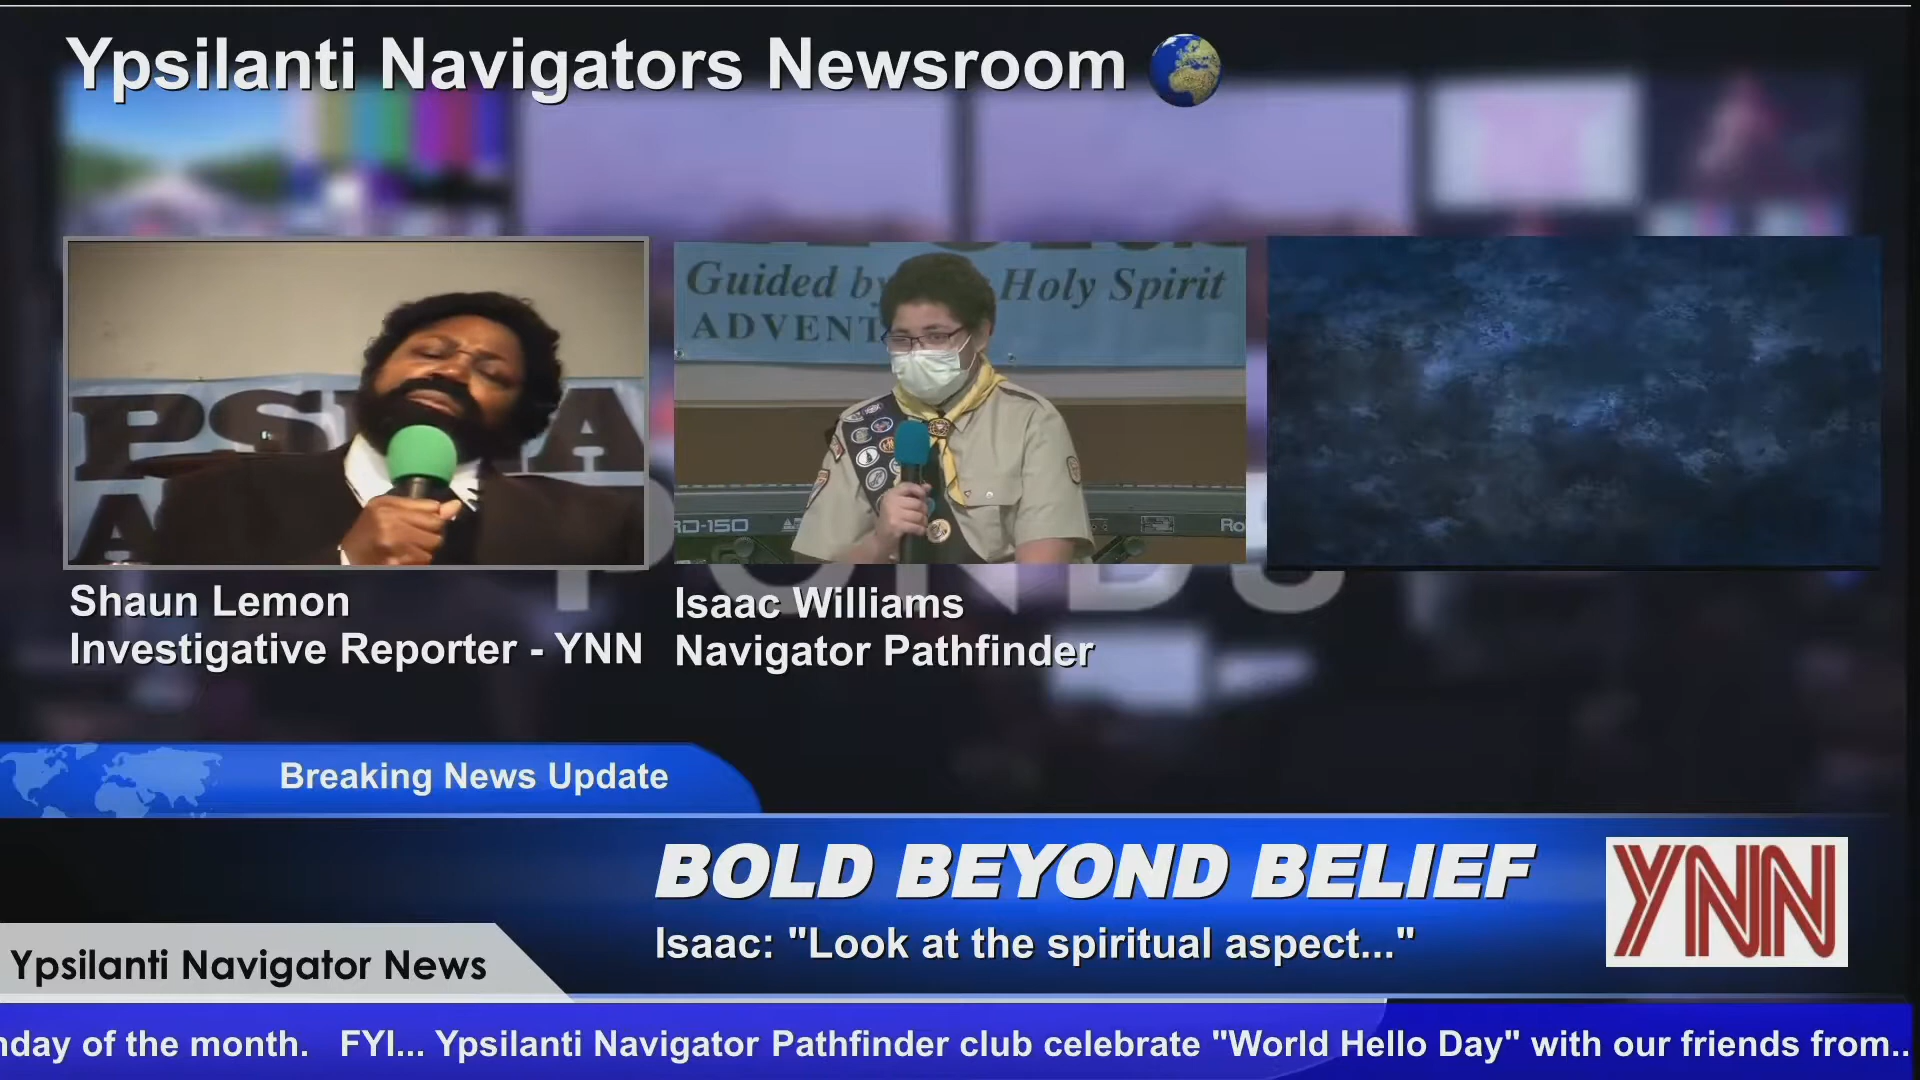 Ypsilanti Navigators Newsroom
Guided by Holy Spirit
ADVENT
PS A
A
RD-150
Ro
Shaun Lemon
Investigative Reporter - YNN
Isaac Williams
Navigator Pathfinder
Breaking News Update
BOLD BEYOND BELIEF
Isaac: "Look at the spiritual aspect..."
YNN
Ypsilanti Navigator News
nday of the month. FYI... Ypsilanti Navigator Pathfinder club celebrate "World Hello Day" with our friends from..